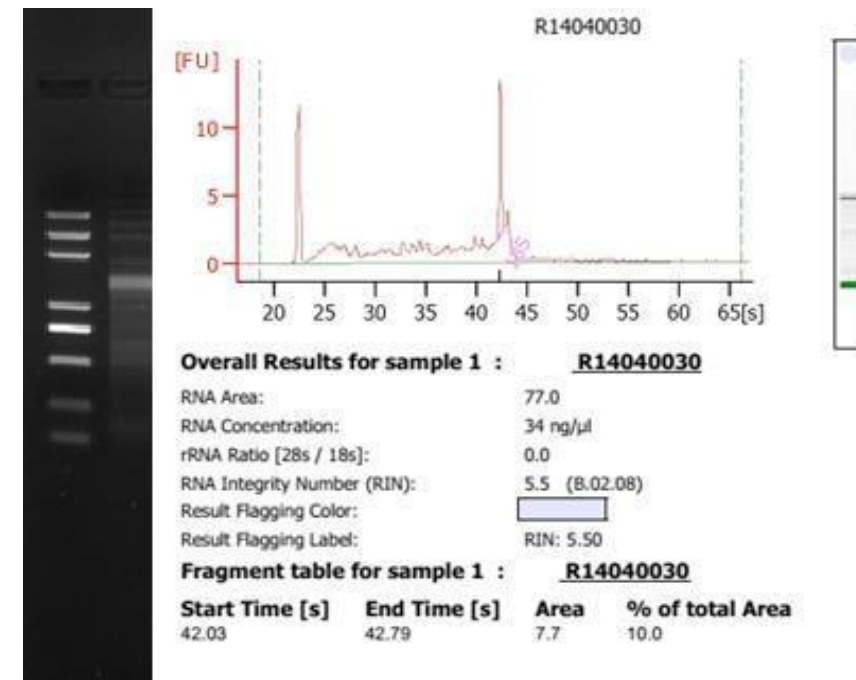 R14040030
[FU]
10
5
0
20 25 30 35 40 45 50 55 60 65[s]
Overall Results for sample 1 : R14040030
RNA Area: 77.0
RNA Concentration: 34 ng/µl
rRNA Ratio [28s / 18s]: 0.0
RNA Integrity Number (RIN): 5.5 (B.02.08)
Result Flagging Color:
Result Flagging Label: RIN: 5.50
Fragment table for sample 1 : R14040030
Start Time [s] End Time [s] Area % of total Area
42.03 42.79 7.7 10.0